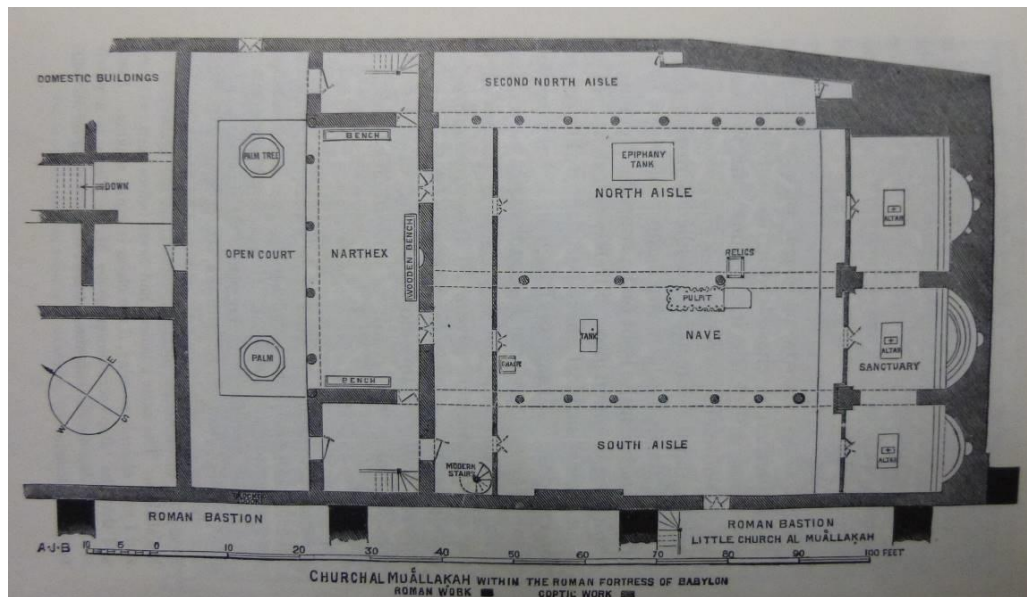 DOMESTIC BUILDINGS
SECOND NORTH AISLE
BENCH
PALM TREE
EPIPHANY
TANK
DOWN
NORTH AISLE
ALTAR
WOODEN BENCH
OPEN COURT
NARTHEX
RELICS
PULPIT
TANK
NAVE
ALTAR
PALM
CHAIR
SANCTUARY
BENCH
E
S
SOUTH AISLE
ALTAR
MODERN
STAIRS
ROMAN BASTION
ROMAN BASTION
LITTLE CHURCH AL MUÂLLAḲAH
A·J·B
10 5 0 10 20 30 40 50 60 70 80 90 100 FEET
CHURCH AL MUÂLLAḲAH WITHIN THE ROMAN FORTRESS OF BABYLON
ROMAN WORK COPTIC WORK